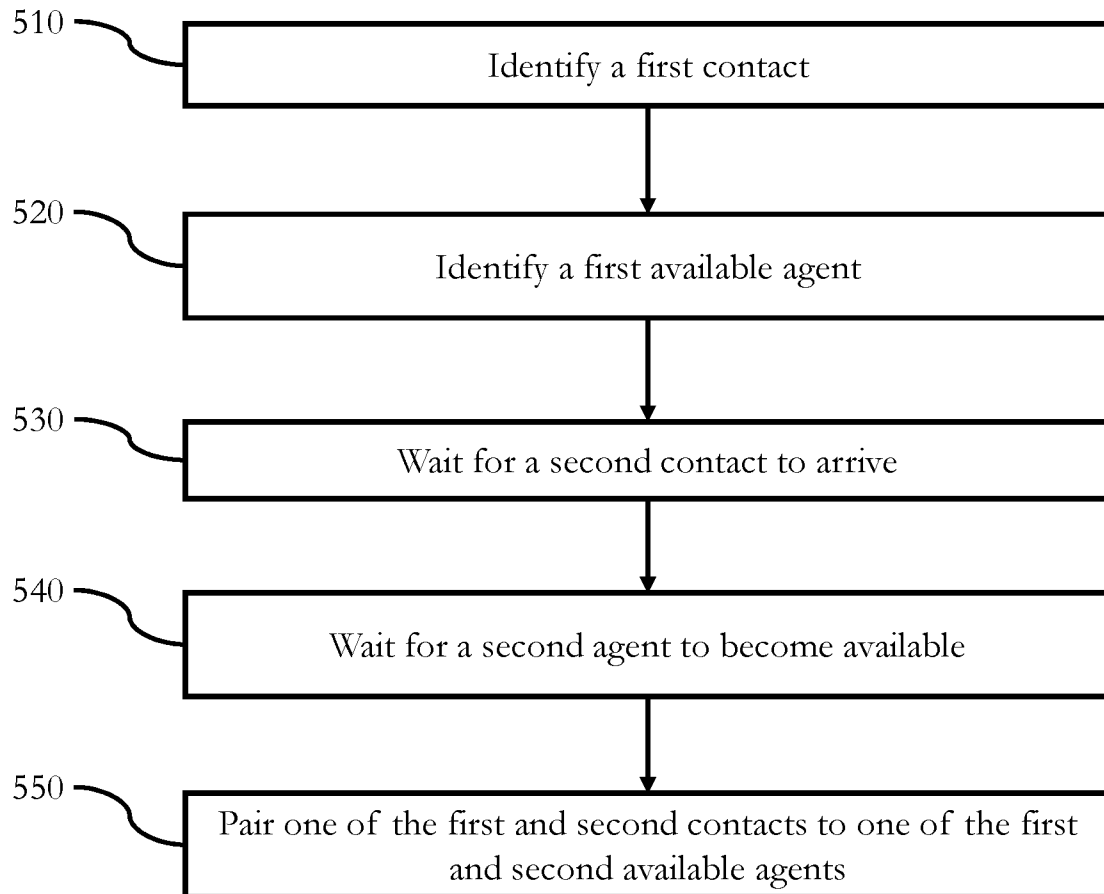 510
Identify a first contact
520
Identify a first available agent
530
Wait for a second contact to arrive
540
Wait for a second agent to become available
550
Pair one of the first and second contacts to one of the first
and second available agents